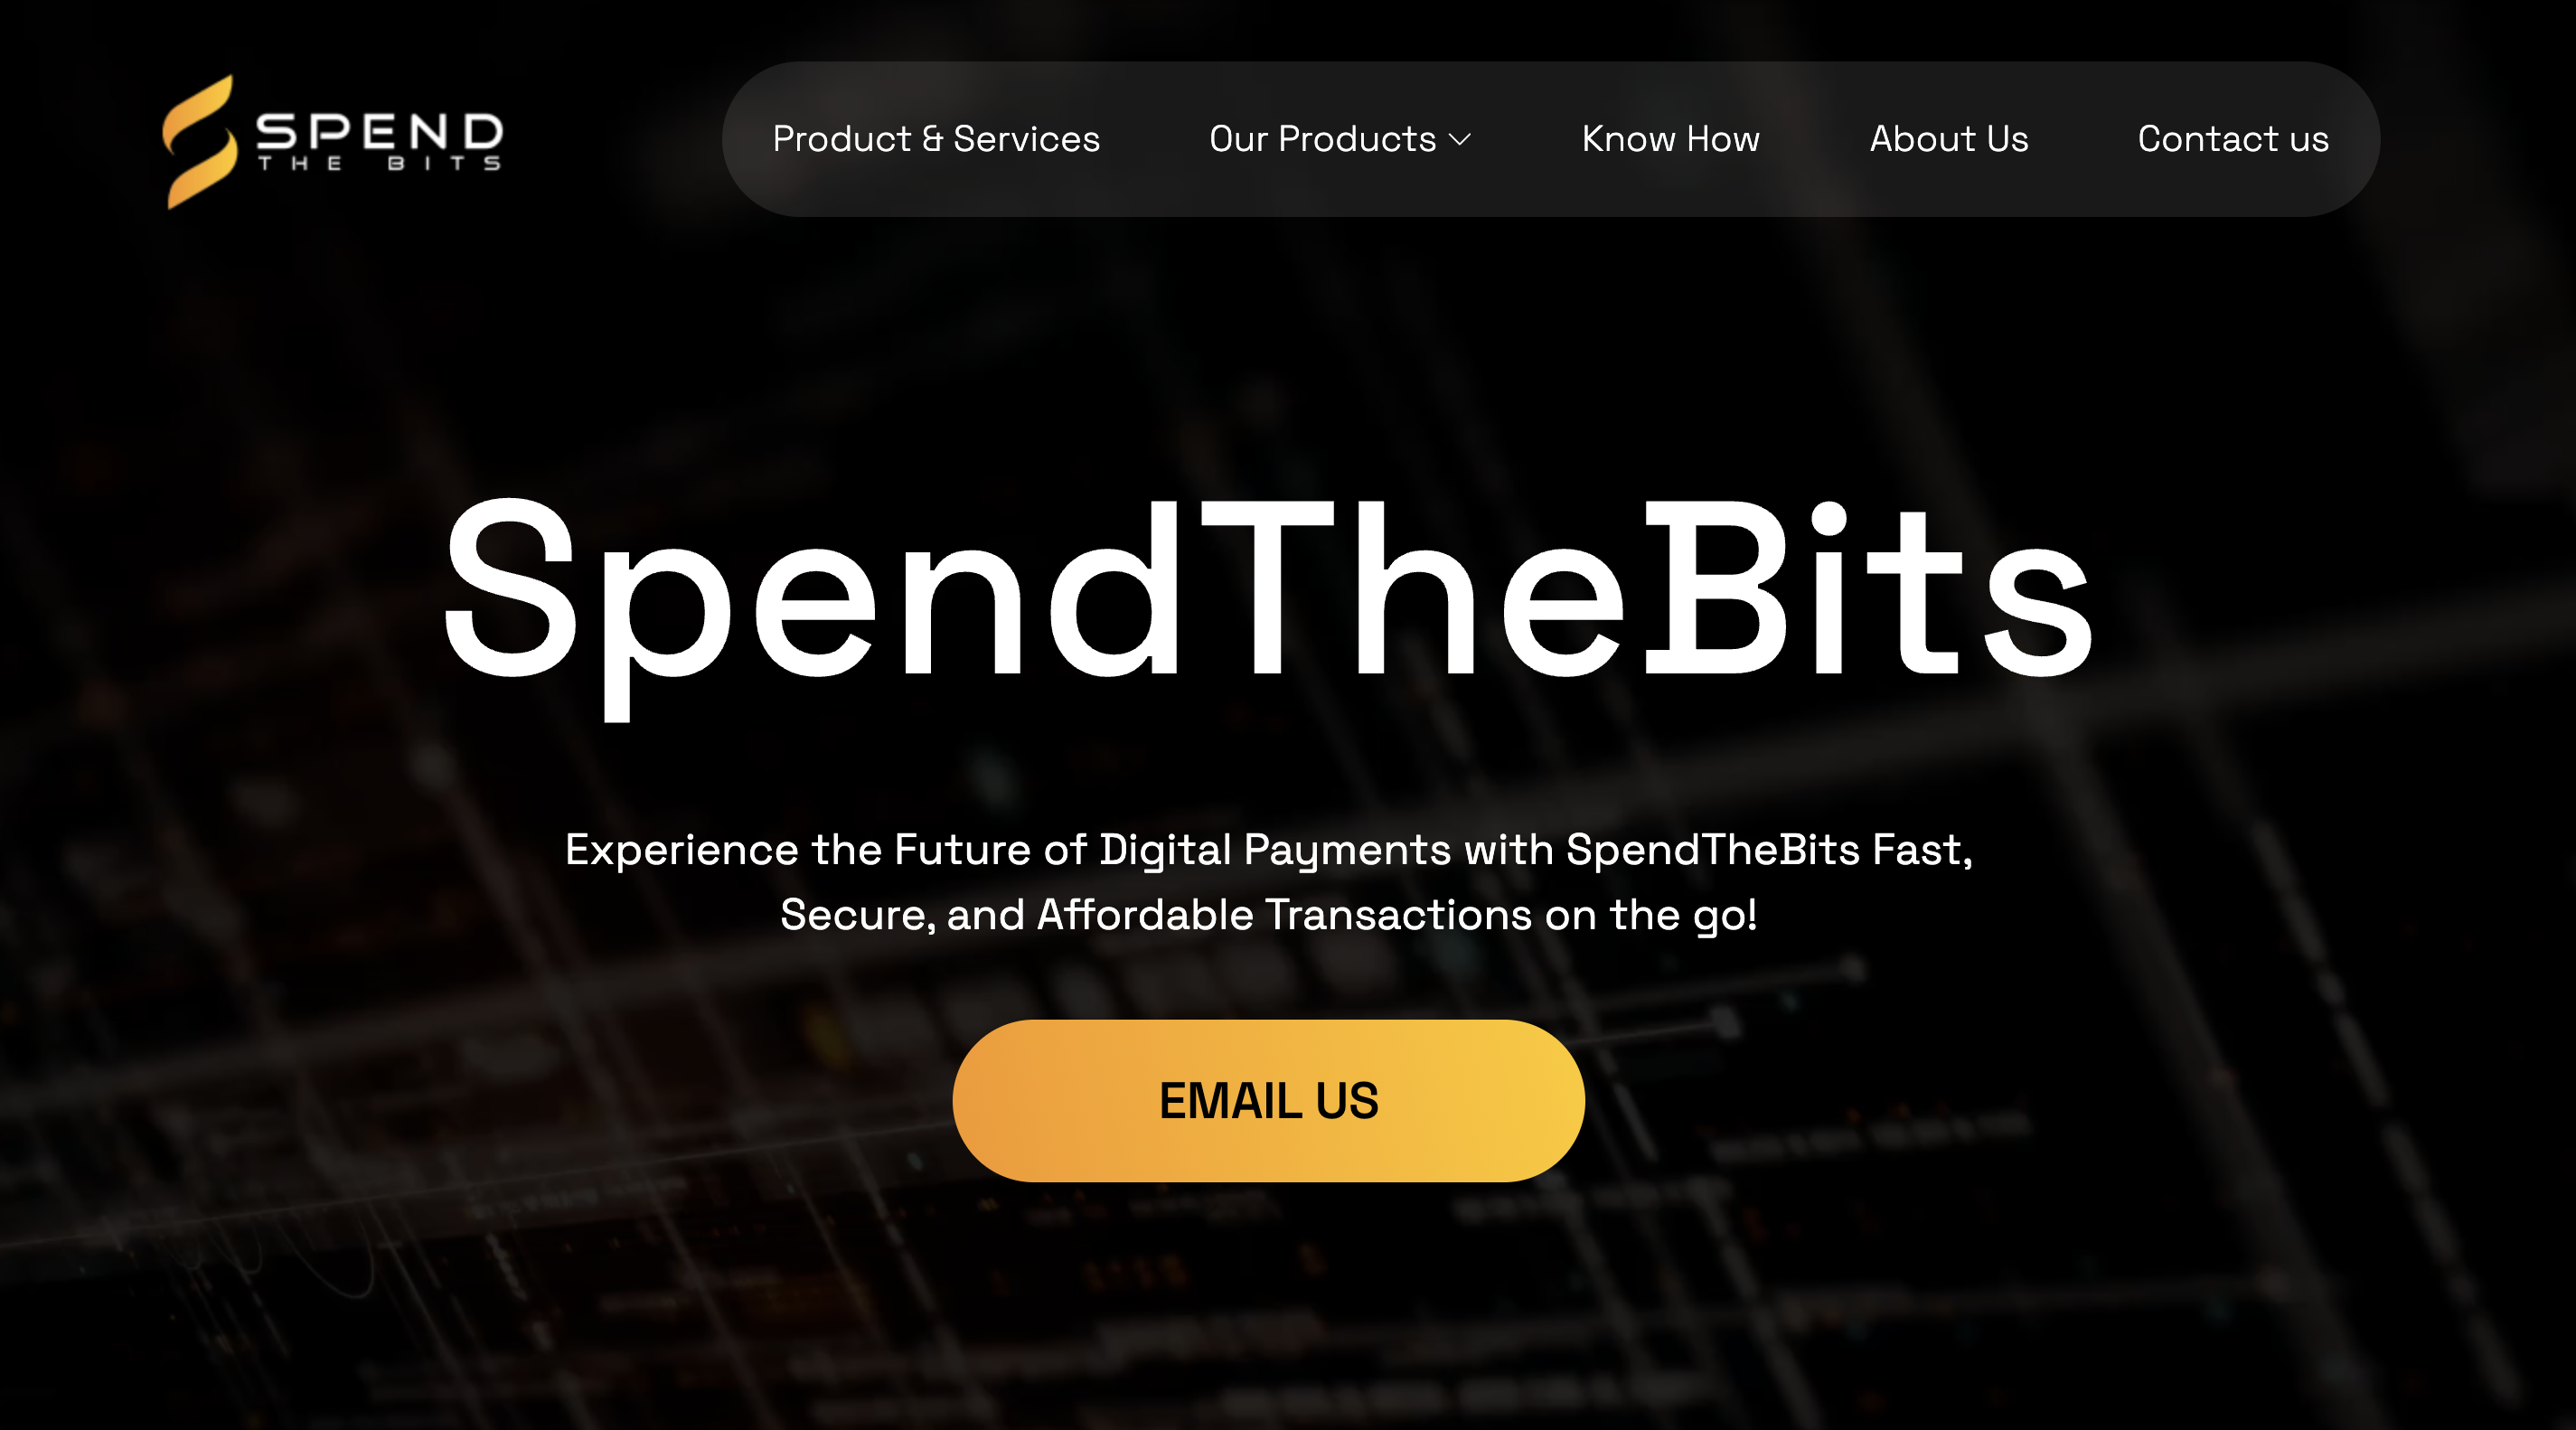 SPEND
THE BITS
Product & Services
Our Products
Know How
About Us
Contact us
SpendTheBits
Experience the Future of Digital Payments with SpendTheBits Fast,
Secure, and Affordable Transactions on the go!
EMAIL US